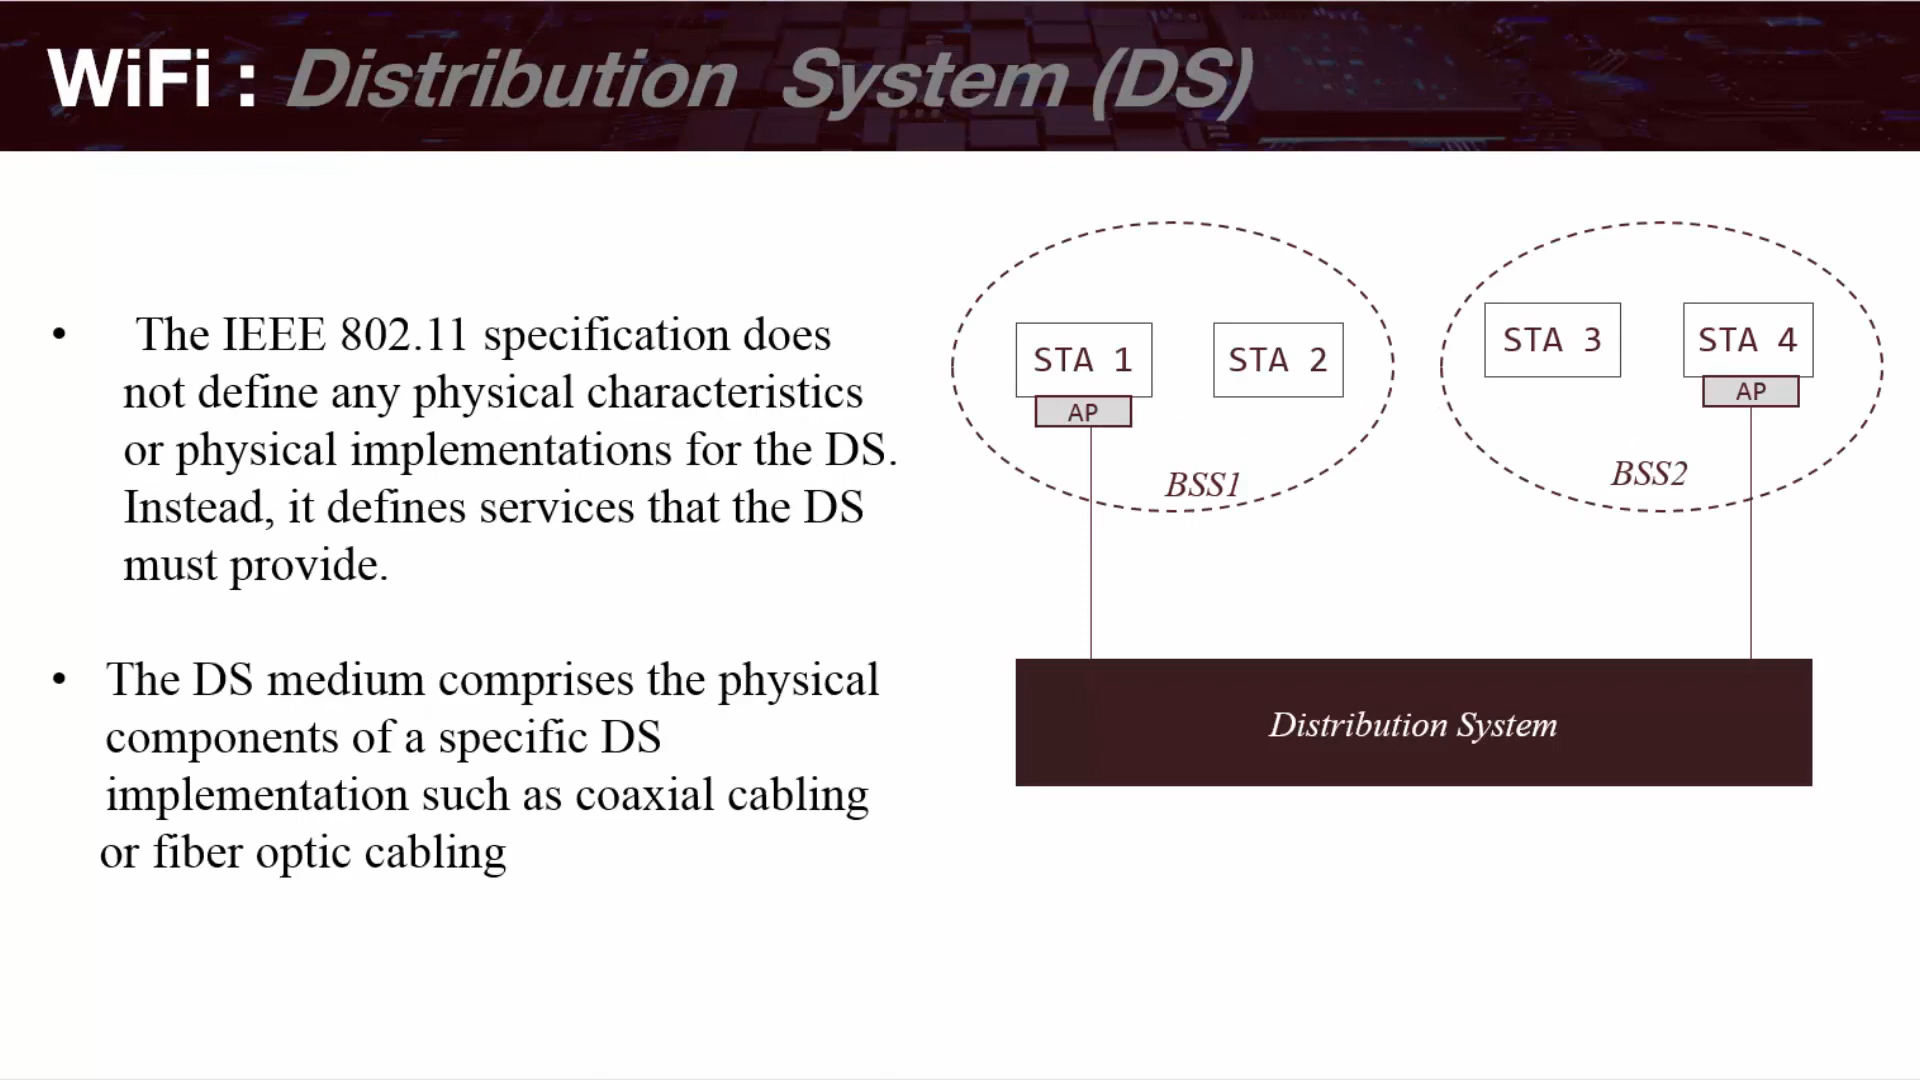 WiFi : Distribution System (DS)
• The IEEE 802.11 specification does
not define any physical characteristics
or physical implementations for the DS.
Instead, it defines services that the DS
must provide.
• The DS medium comprises the physical
components of a specific DS
implementation such as coaxial cabling
or fiber optic cabling
STA 1
STA 2
AP
BSS1
STA 3
STA 4
AP
BSS2
Distribution System